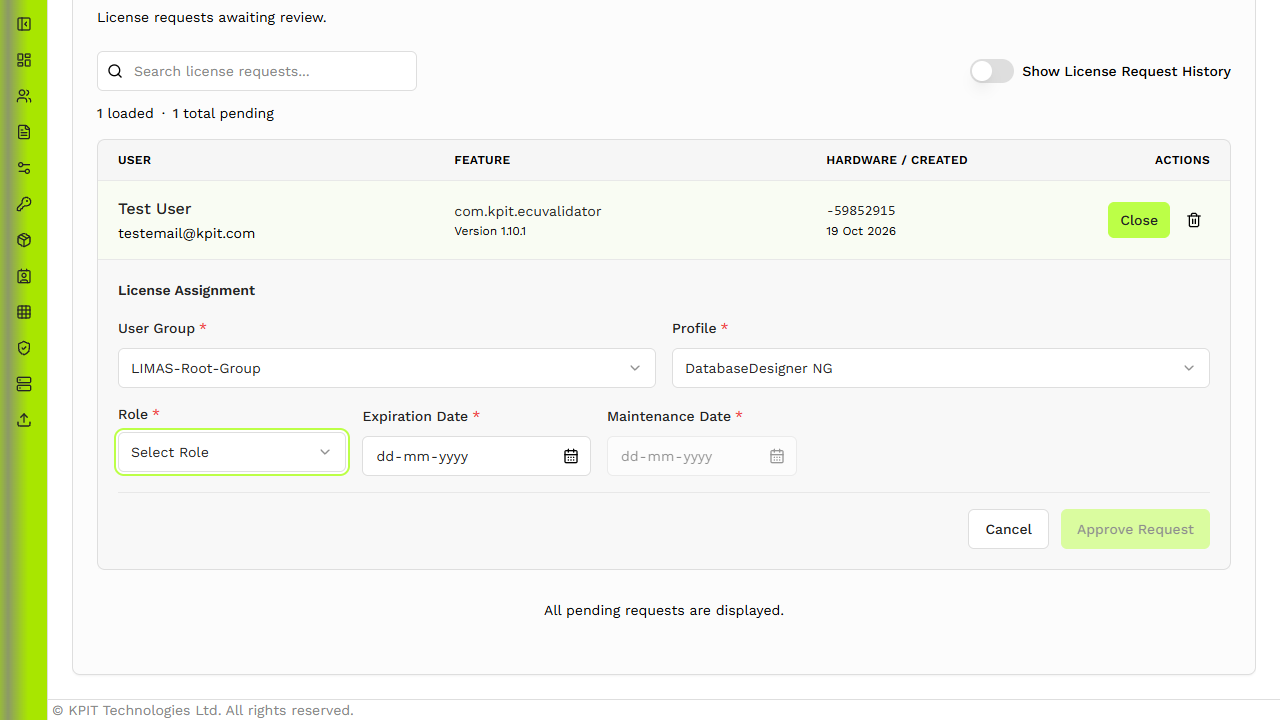 License requests awaiting review.
Search license requests...
Show License Request History
1 loaded · 1 total pending
USER FEATURE HARDWARE / CREATED ACTIONS
Test User
testemail@kpit.com
com.kpit.ecuvalidator
Version 1.10.1
-59852915
19 Oct 2026
Close
License Assignment
User Group *
Profile *
LIMAS-Root-Group
DatabaseDesigner NG
Role *
Expiration Date *
Maintenance Date *
Select Role
dd-mm-yyyy
dd-mm-yyyy
Cancel
Approve Request
All pending requests are displayed.
© KPIT Technologies Ltd. All rights reserved.